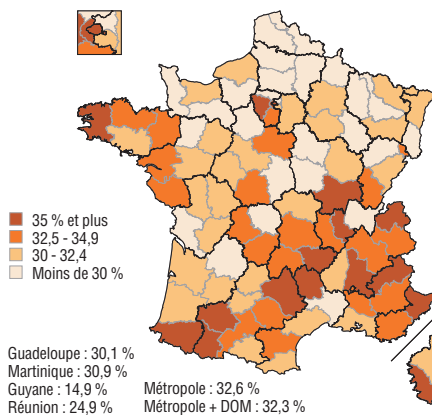 35 % et plus
32,5 - 34,9
30 - 32,4
Moins de 30 %
Guadeloupe : 30,1 %
Martinique : 30,9 %
Guyane : 14,9 %
Réunion : 24,9 %
Métropole : 32,6 %
Métropole + DOM : 32,3 %